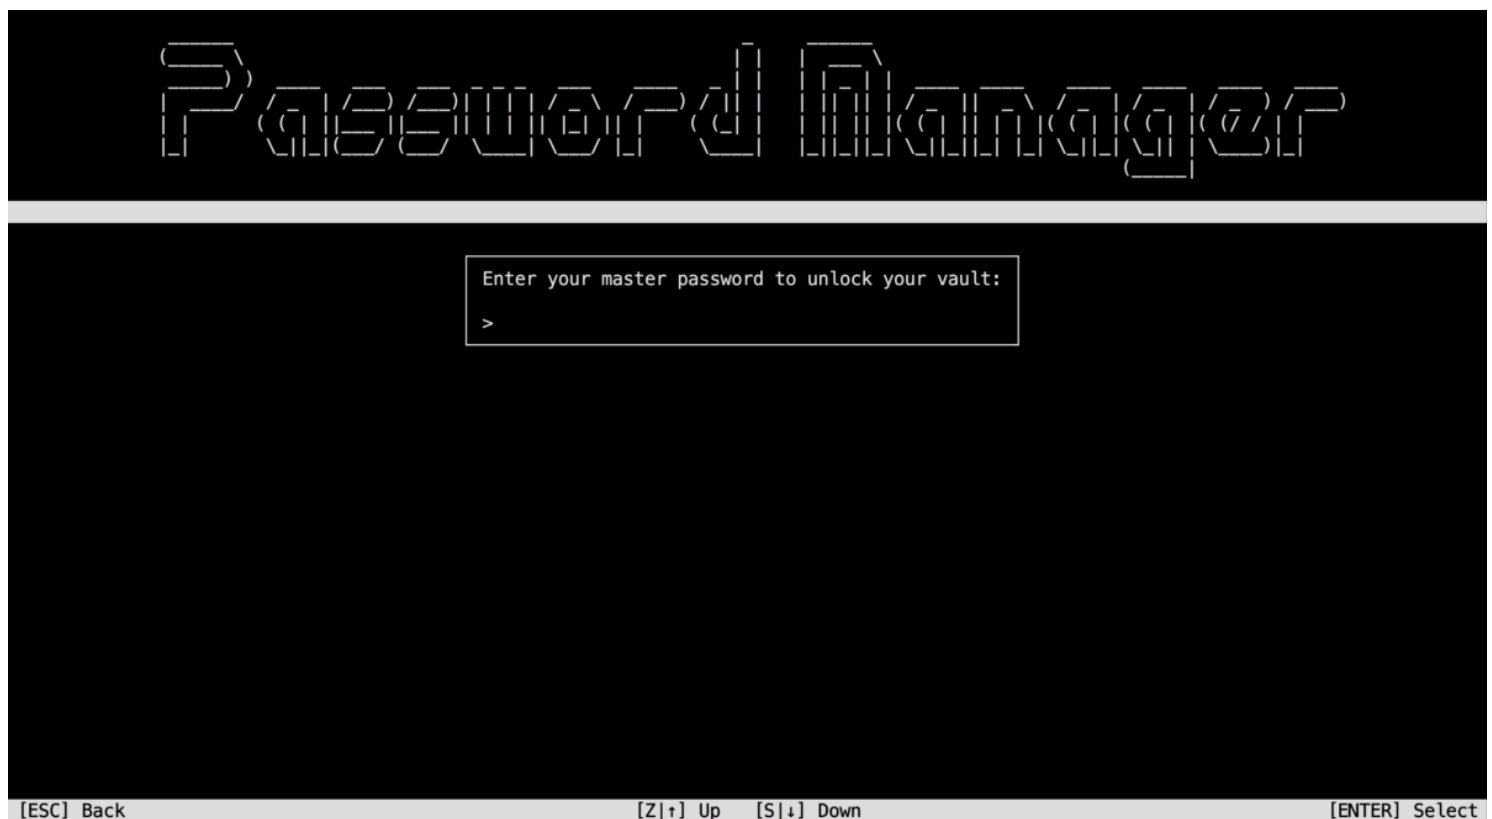 Password Manager
Enter your master password to unlock your vault:
>
[ESC] Back [Z|↑] Up [S|↓] Down [ENTER] Select